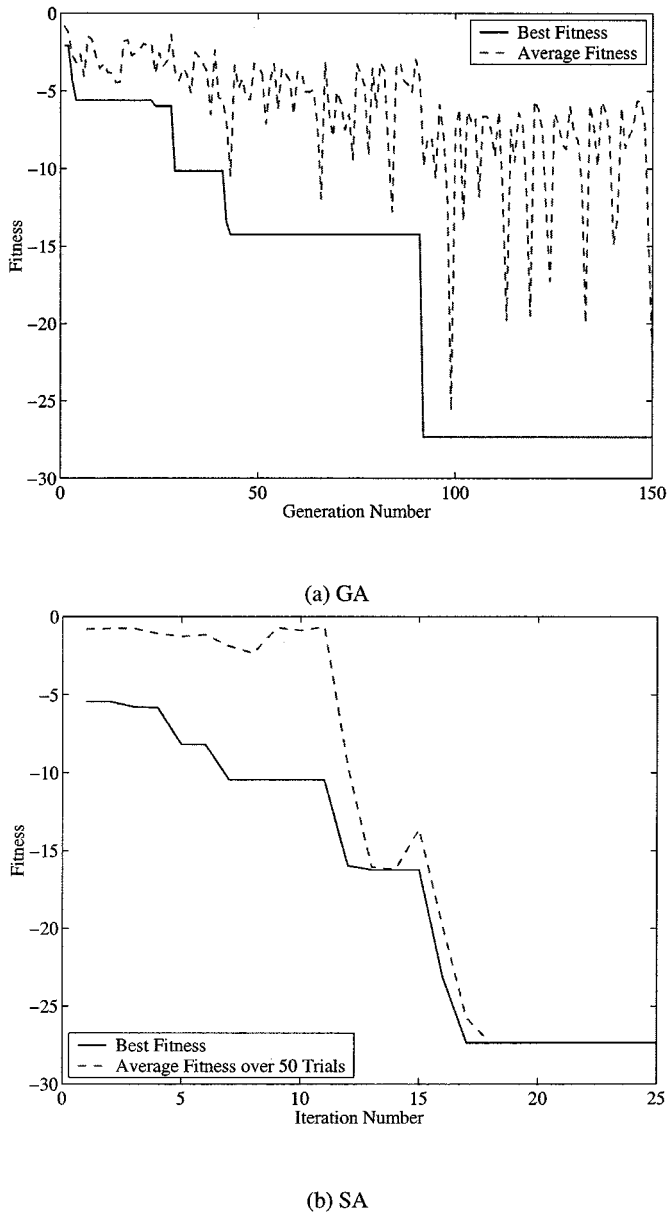 0
−5
−10
−15
−20
−25
−30
Fitness
Best Fitness
Average Fitness
0
50
100
150
Generation Number
(a) GA
0
−5
−10
−15
−20
−25
−30
Fitness
Best Fitness
Average Fitness over 50 Trials
0
5
10
15
20
25
Iteration Number
(b) SA